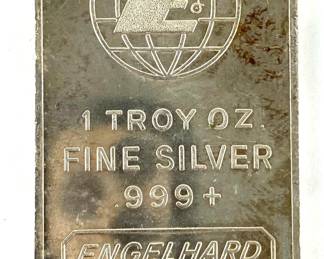 E
1 TROY OZ.
FINE SILVER
.999+
ENGELHARD